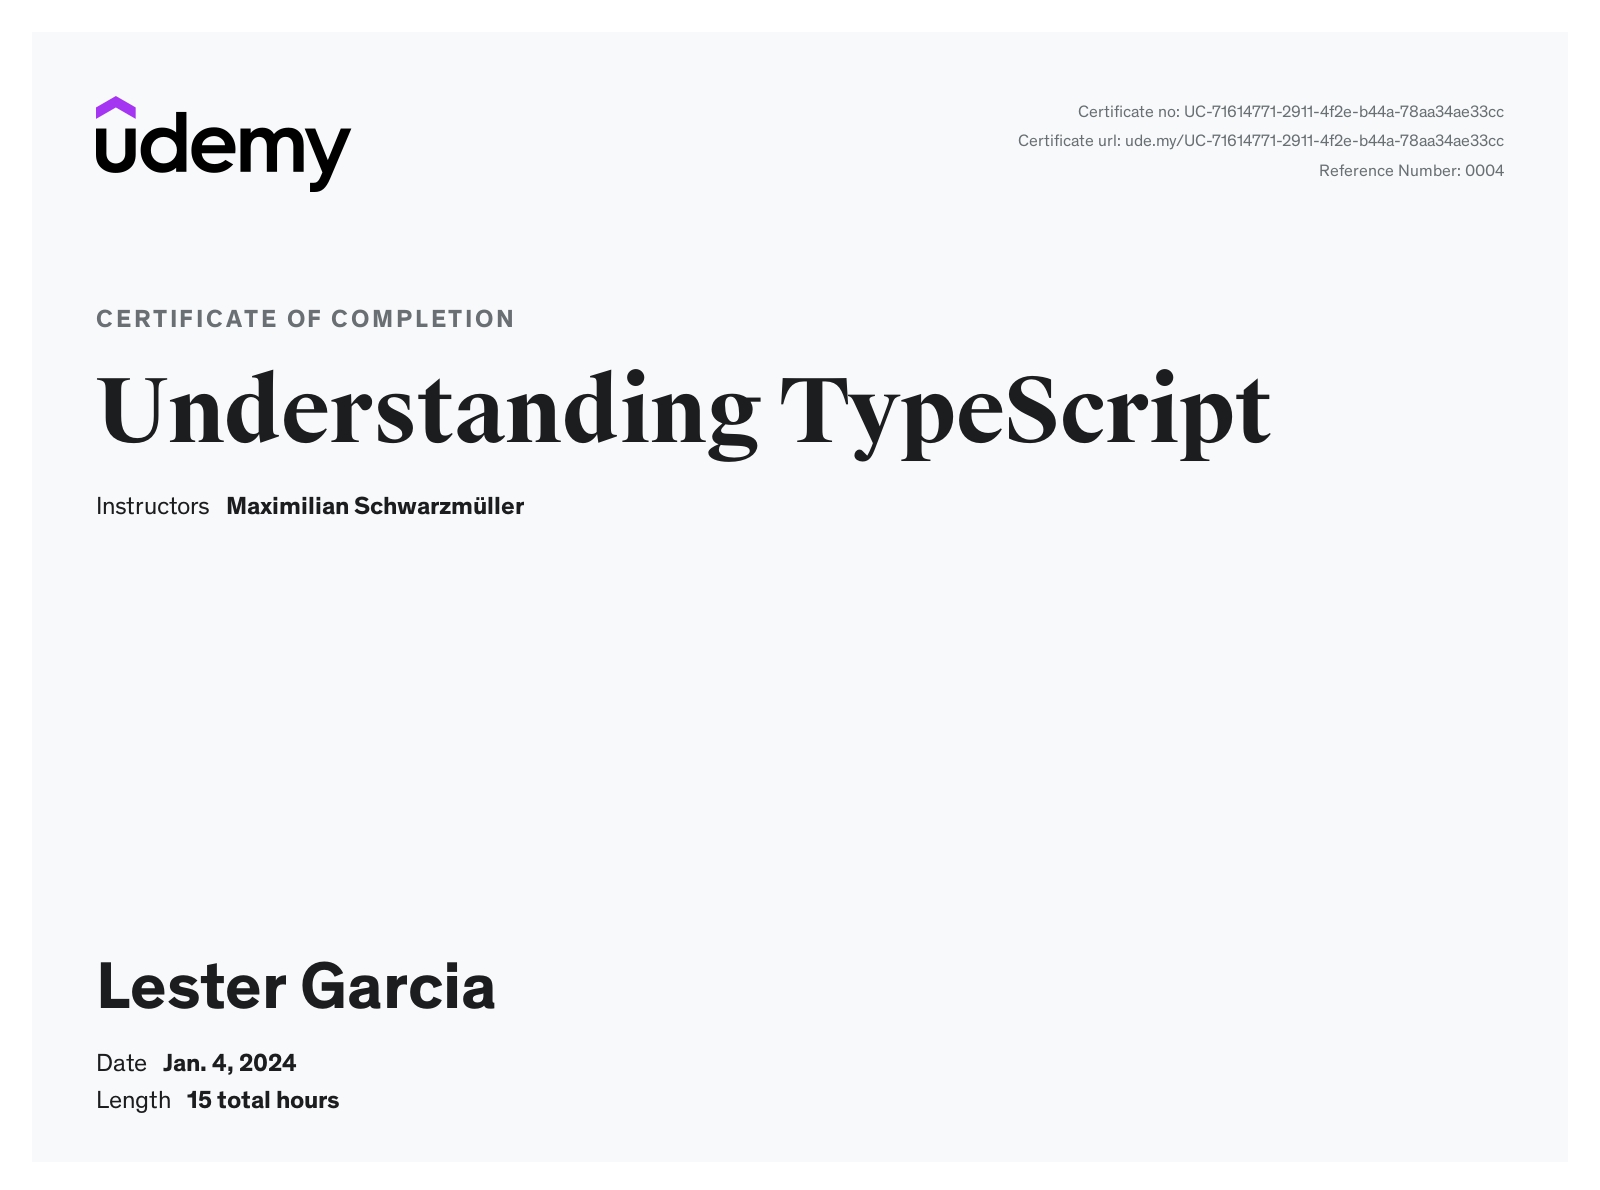 udemy
Certificate no: UC-71614771-2911-4f2e-b44a-78aa34ae33cc
Certificate url: ude.my/UC-71614771-2911-4f2e-b44a-78aa34ae33cc
Reference Number: 0004
CERTIFICATE OF COMPLETION
Understanding TypeScript
Instructors Maximilian Schwarzmüller
Lester Garcia
Date Jan. 4, 2024
Length 15 total hours